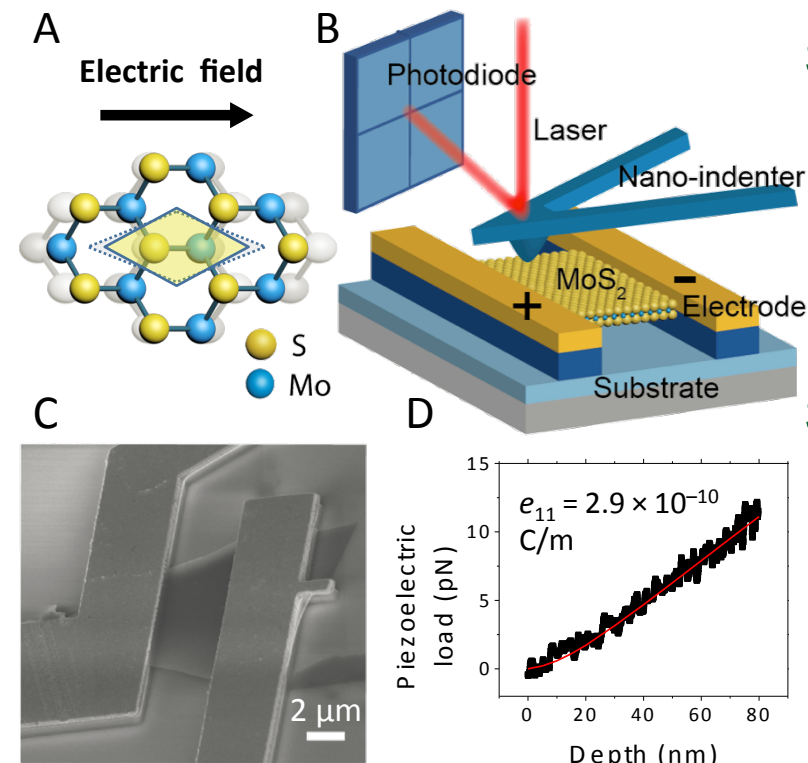 A
Electric field
S
Mo
B
Photodiode
Laser
Nano-indenter
MoS₂
+
-
Electrode
Substrate
C
2 μm
D
15
10
5
0
e₁₁ = 2.9 × 10⁻¹⁰
C/m
Piezoelectric
load (pN)
0 20 40 60 80
Depth (nm)